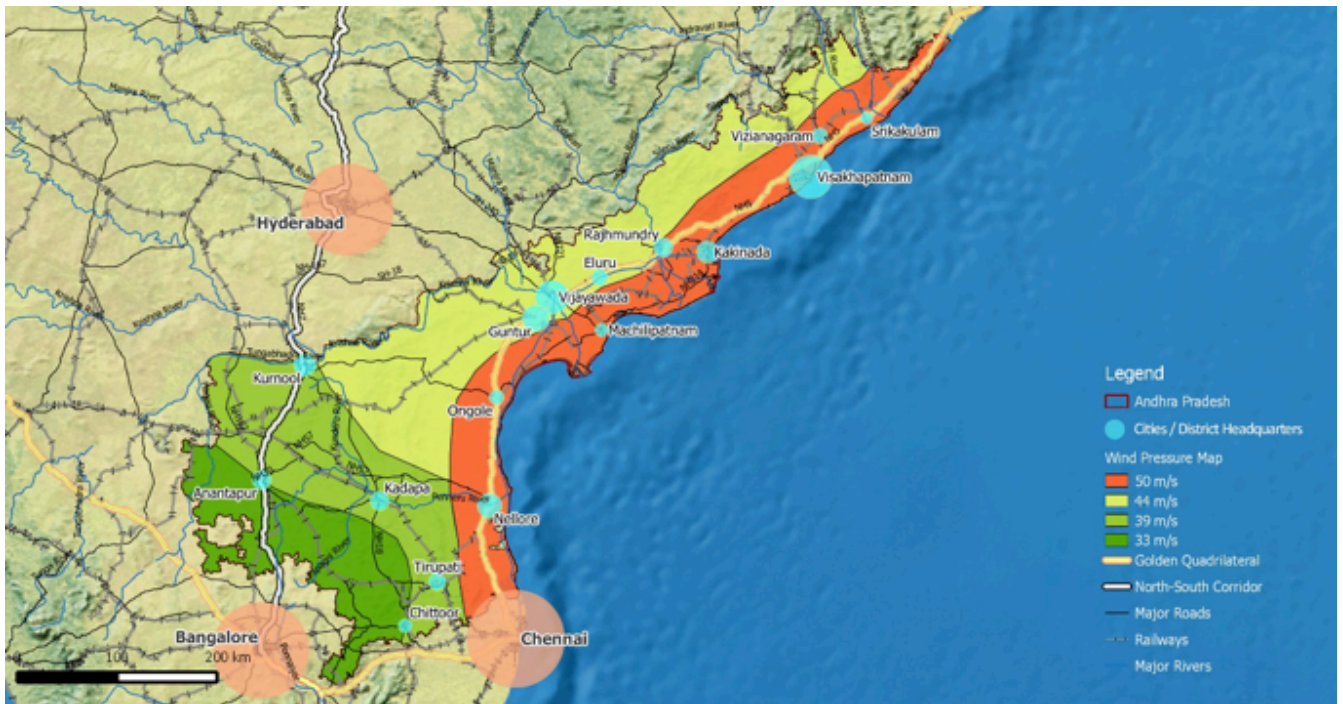 Hyderabad
Vizianagaram
Srikakulam
Visakhapatnam
NH5
NH5
Rajhmundry
Kakinada
Eluru
Vijayawada
Guntur
Machilipatnam
Kurnool
Ongole
Anantapur
Kadapa
Nellore
Tirupati
Chittoor
Bangalore
Chennai
100
200 km
Legend
Andhra Pradesh
Cities / District Headquarters
Wind Pressure Map
50 m/s
44 m/s
39 m/s
33 m/s
Golden Quadrilateral
North-South Corridor
Major Roads
Railways
Major Rivers